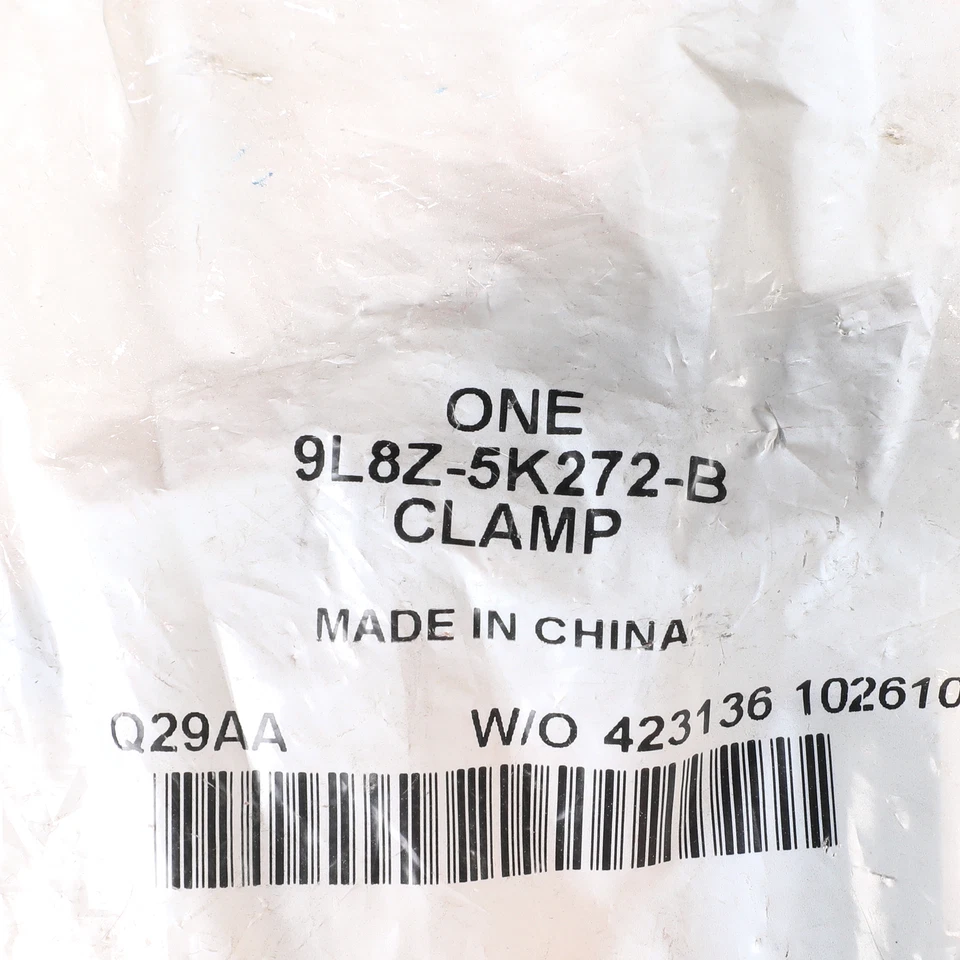 ONE
9L8Z-5K272-B
CLAMP
MADE IN CHINA
Q29AA W/O 423136 102610